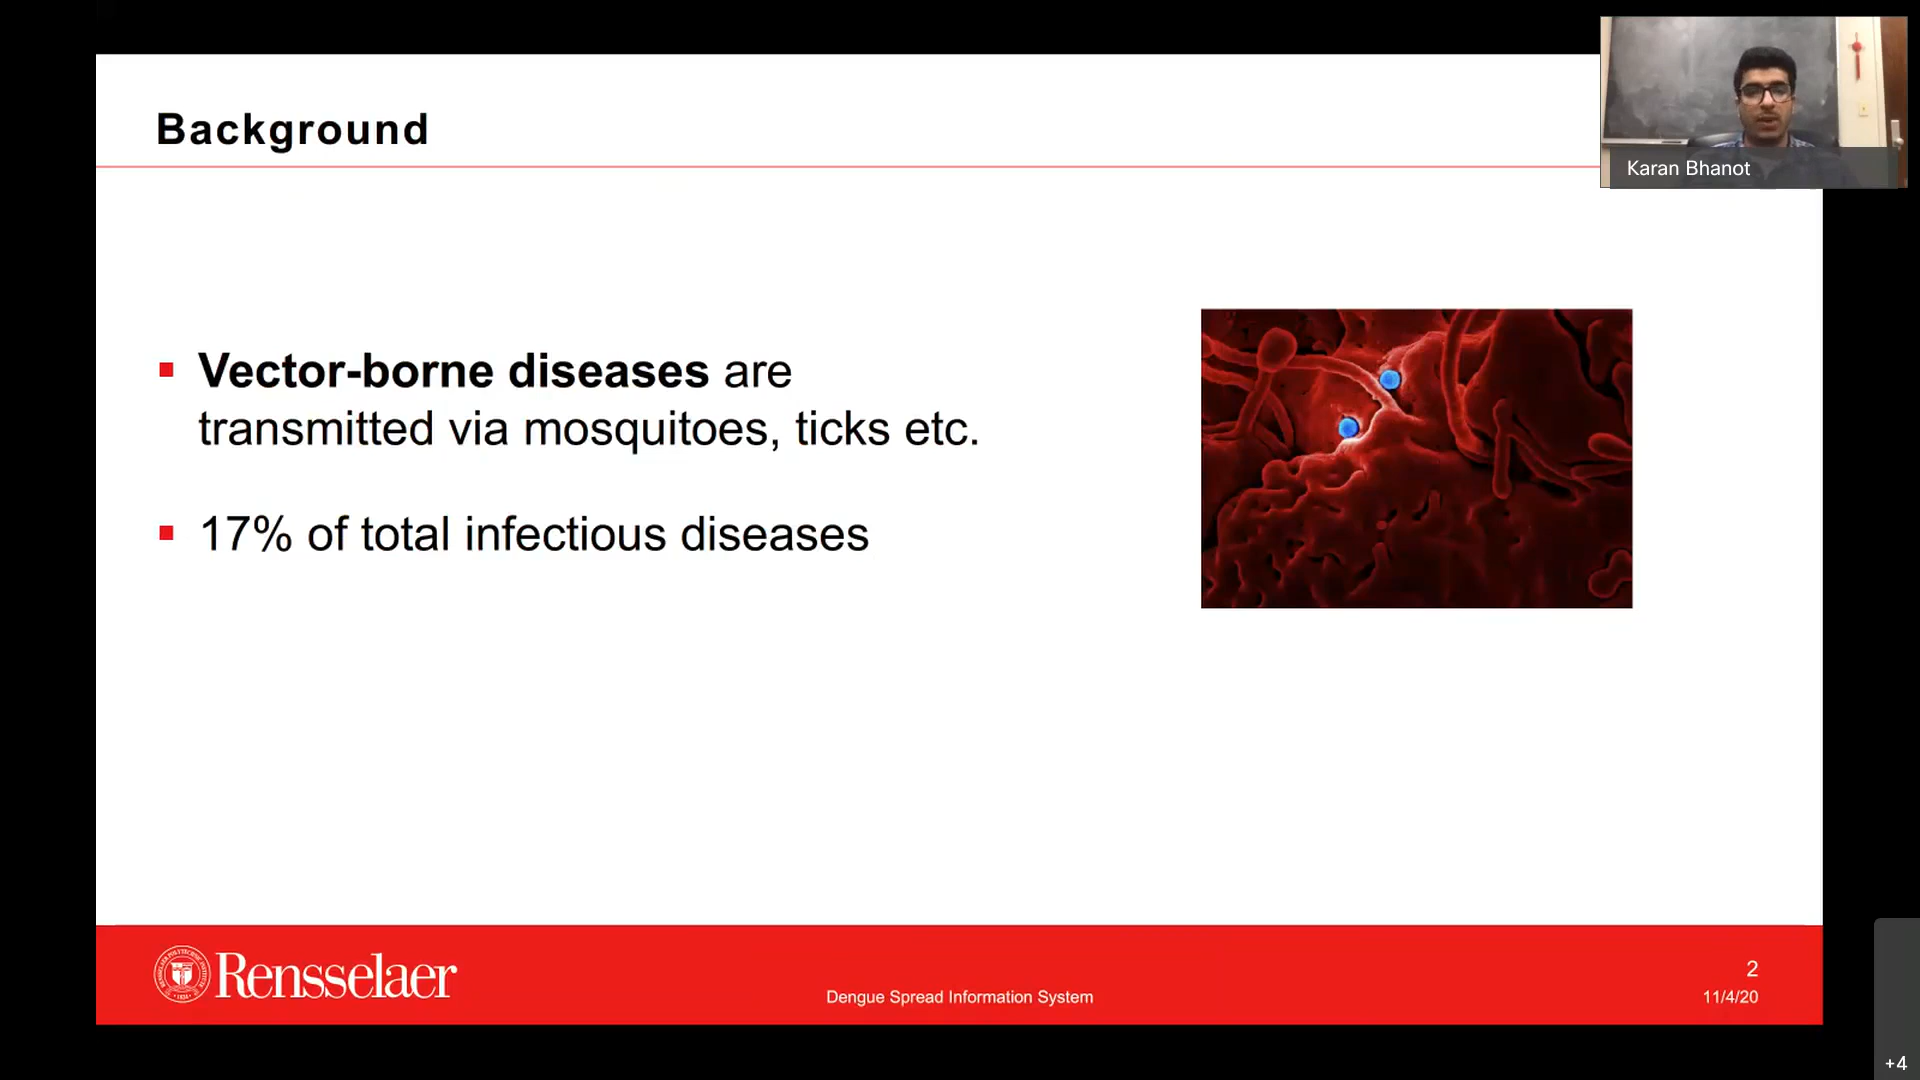 Background
Karan Bhanot
Vector-borne diseases are
transmitted via mosquitoes, ticks etc.
17% of total infectious diseases
Rensselaer
Dengue Spread Information System
2
11/4/20
+4